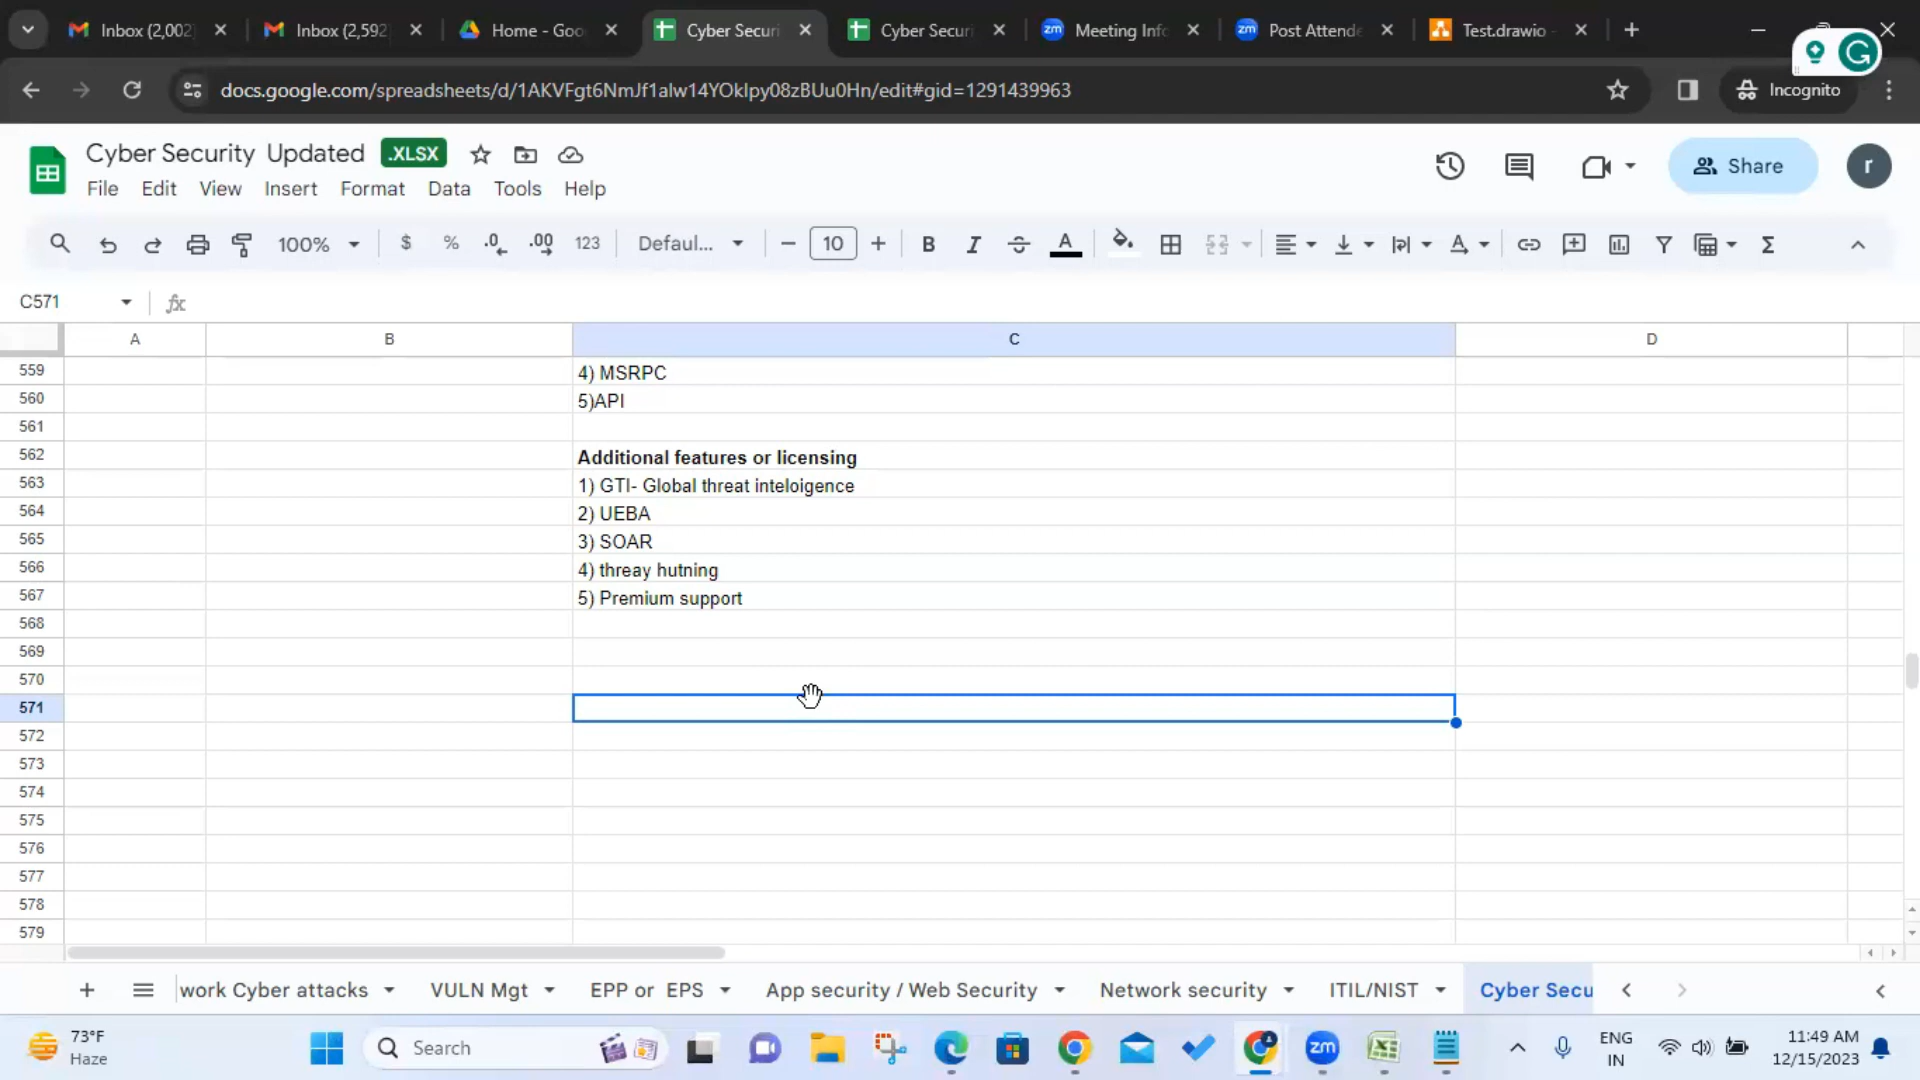 Inbox (2,002
Inbox (2,592
Home - Goo
Cyber Securi
Cyber Securi
Meeting Info
Post Attende
Test.drawio -
docs.google.com/spreadsheets/d/1AKVFgt6NmJf1alw14YOkIpy08zBUu0Hn/edit#gid=1291439963
Incognito
Cyber Security Updated .XLSX
File Edit View Insert Format Data Tools Help
Share
r
100% $ % .0 .00 123 Defaul... 10 B I S A
C571 fx
A B C D
559 4) MSRPC
560 5)API
561
562 Additional features or licensing
563 1) GTI- Global threat inteloigence
564 2) UEBA
565 3) SOAR
566 4) threay hutning
567 5) Premium support
568
569
570
571
572
573
574
575
576
577
578
579
work Cyber attacks VULN Mgt EPP or EPS App security / Web Security Network security ITIL/NIST Cyber Secu
73°F
Haze
Search
zm
ENG
IN
11:49 AM
12/15/2023